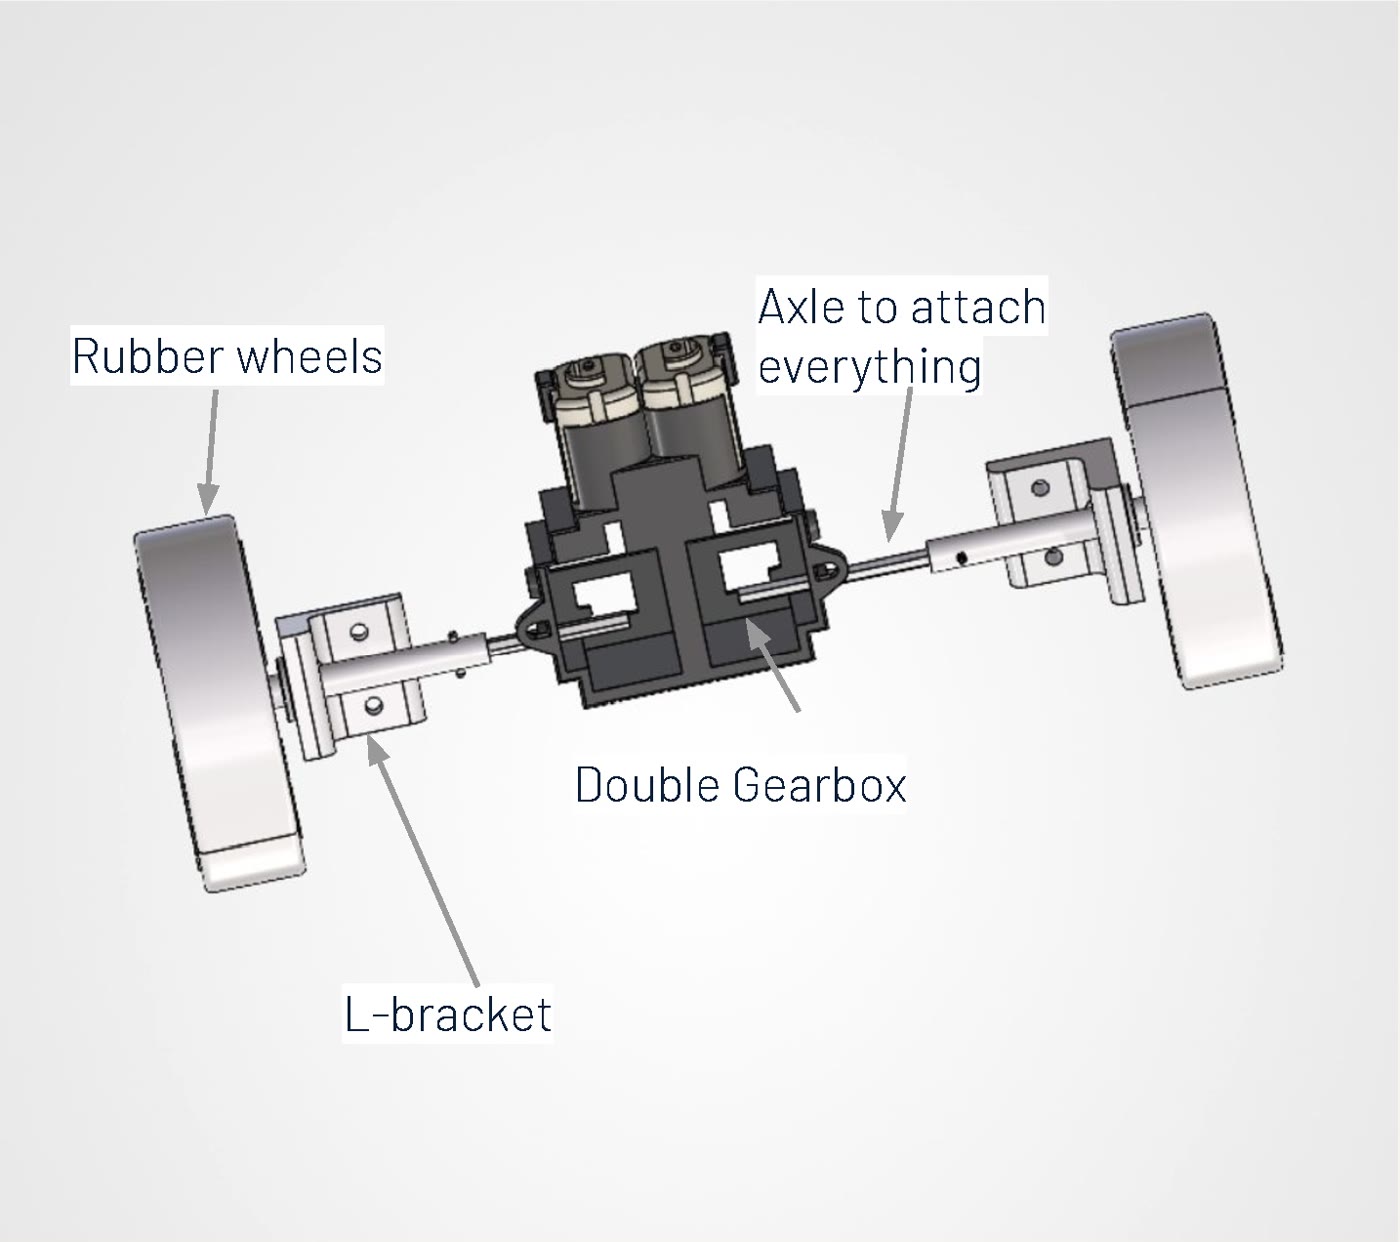 Axle to attach
everything
Rubber wheels
Double Gearbox
L-bracket